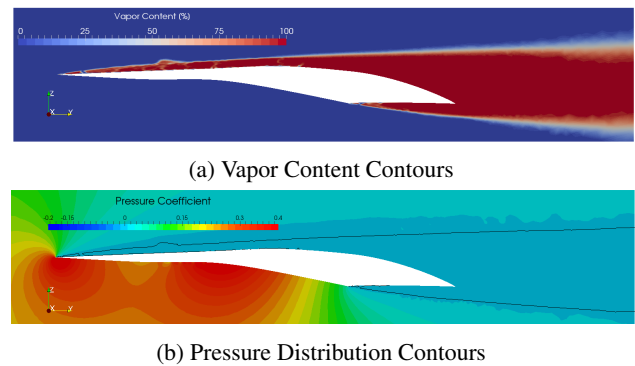 Vapor Content (%)
0 25 50 75 100
Z
X Y
(a) Vapor Content Contours
Pressure Coefficient
-0.2 -0.15 0 0.15 0.3 0.4
Z
X Y
(b) Pressure Distribution Contours